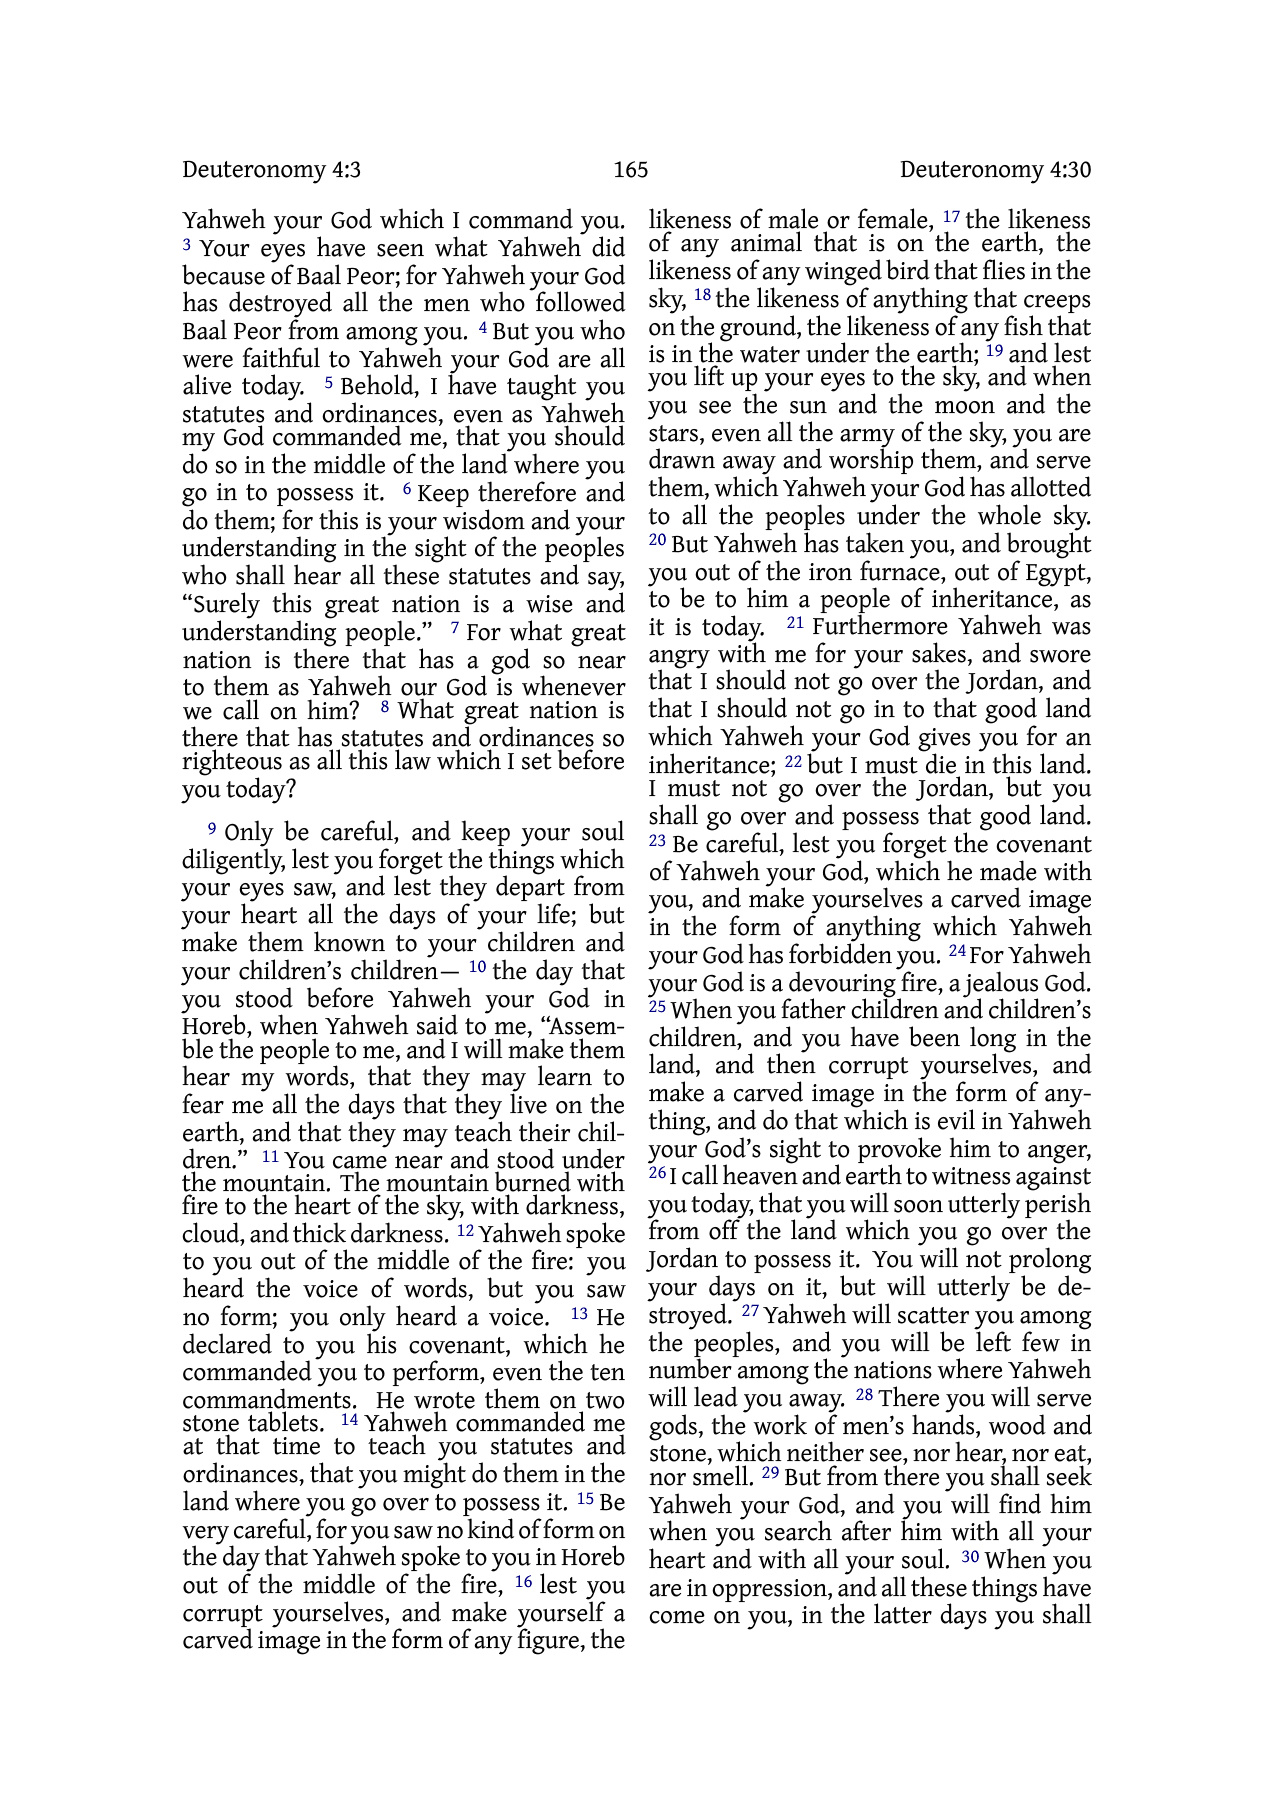 Deuteronomy 4:3 165 Deuteronomy 4:30
Yahweh your God which I command you.
3 Your eyes have seen what Yahweh did
because of Baal Peor; for Yahweh your God
has destroyed all the men who followed
Baal Peor from among you. 4 But you who
were faithful to Yahweh your God are all
alive today. 5 Behold, I have taught you
statutes and ordinances, even as Yahweh
my God commanded me, that you should
do so in the middle of the land where you
go in to possess it. 6 Keep therefore and
do them; for this is your wisdom and your
understanding in the sight of the peoples
who shall hear all these statutes and say,
“Surely this great nation is a wise and
understanding people.” 7 For what great
nation is there that has a god so near
to them as Yahweh our God is whenever
we call on him? 8 What great nation is
there that has statutes and ordinances so
righteous as all this law which I set before
you today?
9 Only be careful, and keep your soul
diligently, lest you forget the things which
your eyes saw, and lest they depart from
your heart all the days of your life; but
make them known to your children and
your children’s children— 10 the day that
you stood before Yahweh your God in
Horeb, when Yahweh said to me, “Assem-
ble the people to me, and I will make them
hear my words, that they may learn to
fear me all the days that they live on the
earth, and that they may teach their chil-
dren.” 11 You came near and stood under
the mountain. The mountain burned with
fire to the heart of the sky, with darkness,
cloud, and thick darkness. 12 Yahweh spoke
to you out of the middle of the fire: you
heard the voice of words, but you saw
no form; you only heard a voice. 13 He
declared to you his covenant, which he
commanded you to perform, even the ten
commandments. He wrote them on two
stone tablets. 14 Yahweh commanded me
at that time to teach you statutes and
ordinances, that you might do them in the
land where you go over to possess it. 15 Be
very careful, for you saw no kind of form on
the day that Yahweh spoke to you in Horeb
out of the middle of the fire, 16 lest you
corrupt yourselves, and make yourself a
carved image in the form of any figure, the
likeness of male or female, 17 the likeness
of any animal that is on the earth, the
likeness of any winged bird that flies in the
sky, 18 the likeness of anything that creeps
on the ground, the likeness of any fish that
is in the water under the earth; 19 and lest
you lift up your eyes to the sky, and when
you see the sun and the moon and the
stars, even all the army of the sky, you are
drawn away and worship them, and serve
them, which Yahweh your God has allotted
to all the peoples under the whole sky.
20 But Yahweh has taken you, and brought
you out of the iron furnace, out of Egypt,
to be to him a people of inheritance, as
it is today. 21 Furthermore Yahweh was
angry with me for your sakes, and swore
that I should not go over the Jordan, and
that I should not go in to that good land
which Yahweh your God gives you for an
inheritance; 22 but I must die in this land.
I must not go over the Jordan, but you
shall go over and possess that good land.
23 Be careful, lest you forget the covenant
of Yahweh your God, which he made with
you, and make yourselves a carved image
in the form of anything which Yahweh
your God has forbidden you. 24 For Yahweh
your God is a devouring fire, a jealous God.
25 When you father children and children’s
children, and you have been long in the
land, and then corrupt yourselves, and
make a carved image in the form of any-
thing, and do that which is evil in Yahweh
your God’s sight to provoke him to anger,
26 I call heaven and earth to witness against
you today, that you will soon utterly perish
from off the land which you go over the
Jordan to possess it. You will not prolong
your days on it, but will utterly be de-
stroyed. 27 Yahweh will scatter you among
the peoples, and you will be left few in
number among the nations where Yahweh
will lead you away. 28 There you will serve
gods, the work of men’s hands, wood and
stone, which neither see, nor hear, nor eat,
nor smell. 29 But from there you shall seek
Yahweh your God, and you will find him
when you search after him with all your
heart and with all your soul. 30 When you
are in oppression, and all these things have
come on you, in the latter days you shall